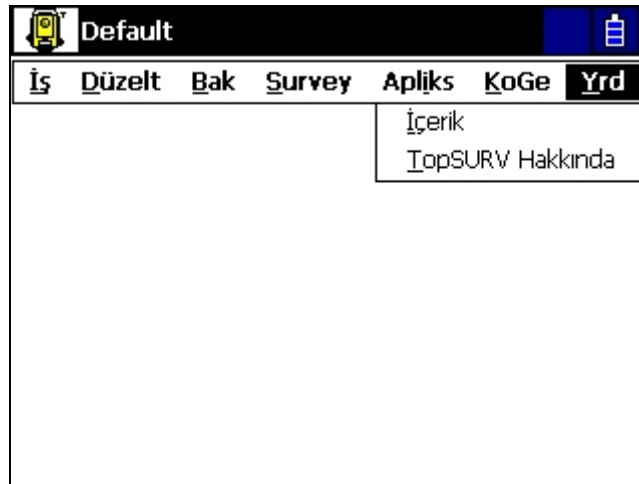 Default
İş Düzelt Bak Survey Apliks KoGe Yrd
İçerik
TopSURV Hakkında